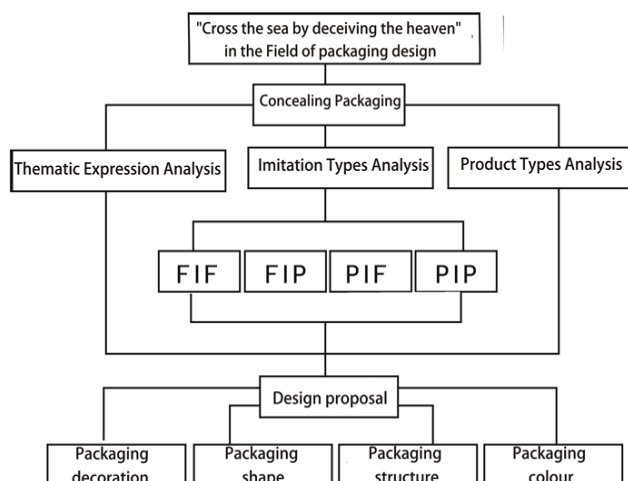 "Cross the sea by deceiving the heaven"
in the Field of packaging design
Concealing Packaging
Thematic Expression Analysis
Imitation Types Analysis
Product Types Analysis
FIF
FIP
PIF
PIP
Design proposal
Packaging
decoration
Packaging
shape
Packaging
structure
Packaging
colour